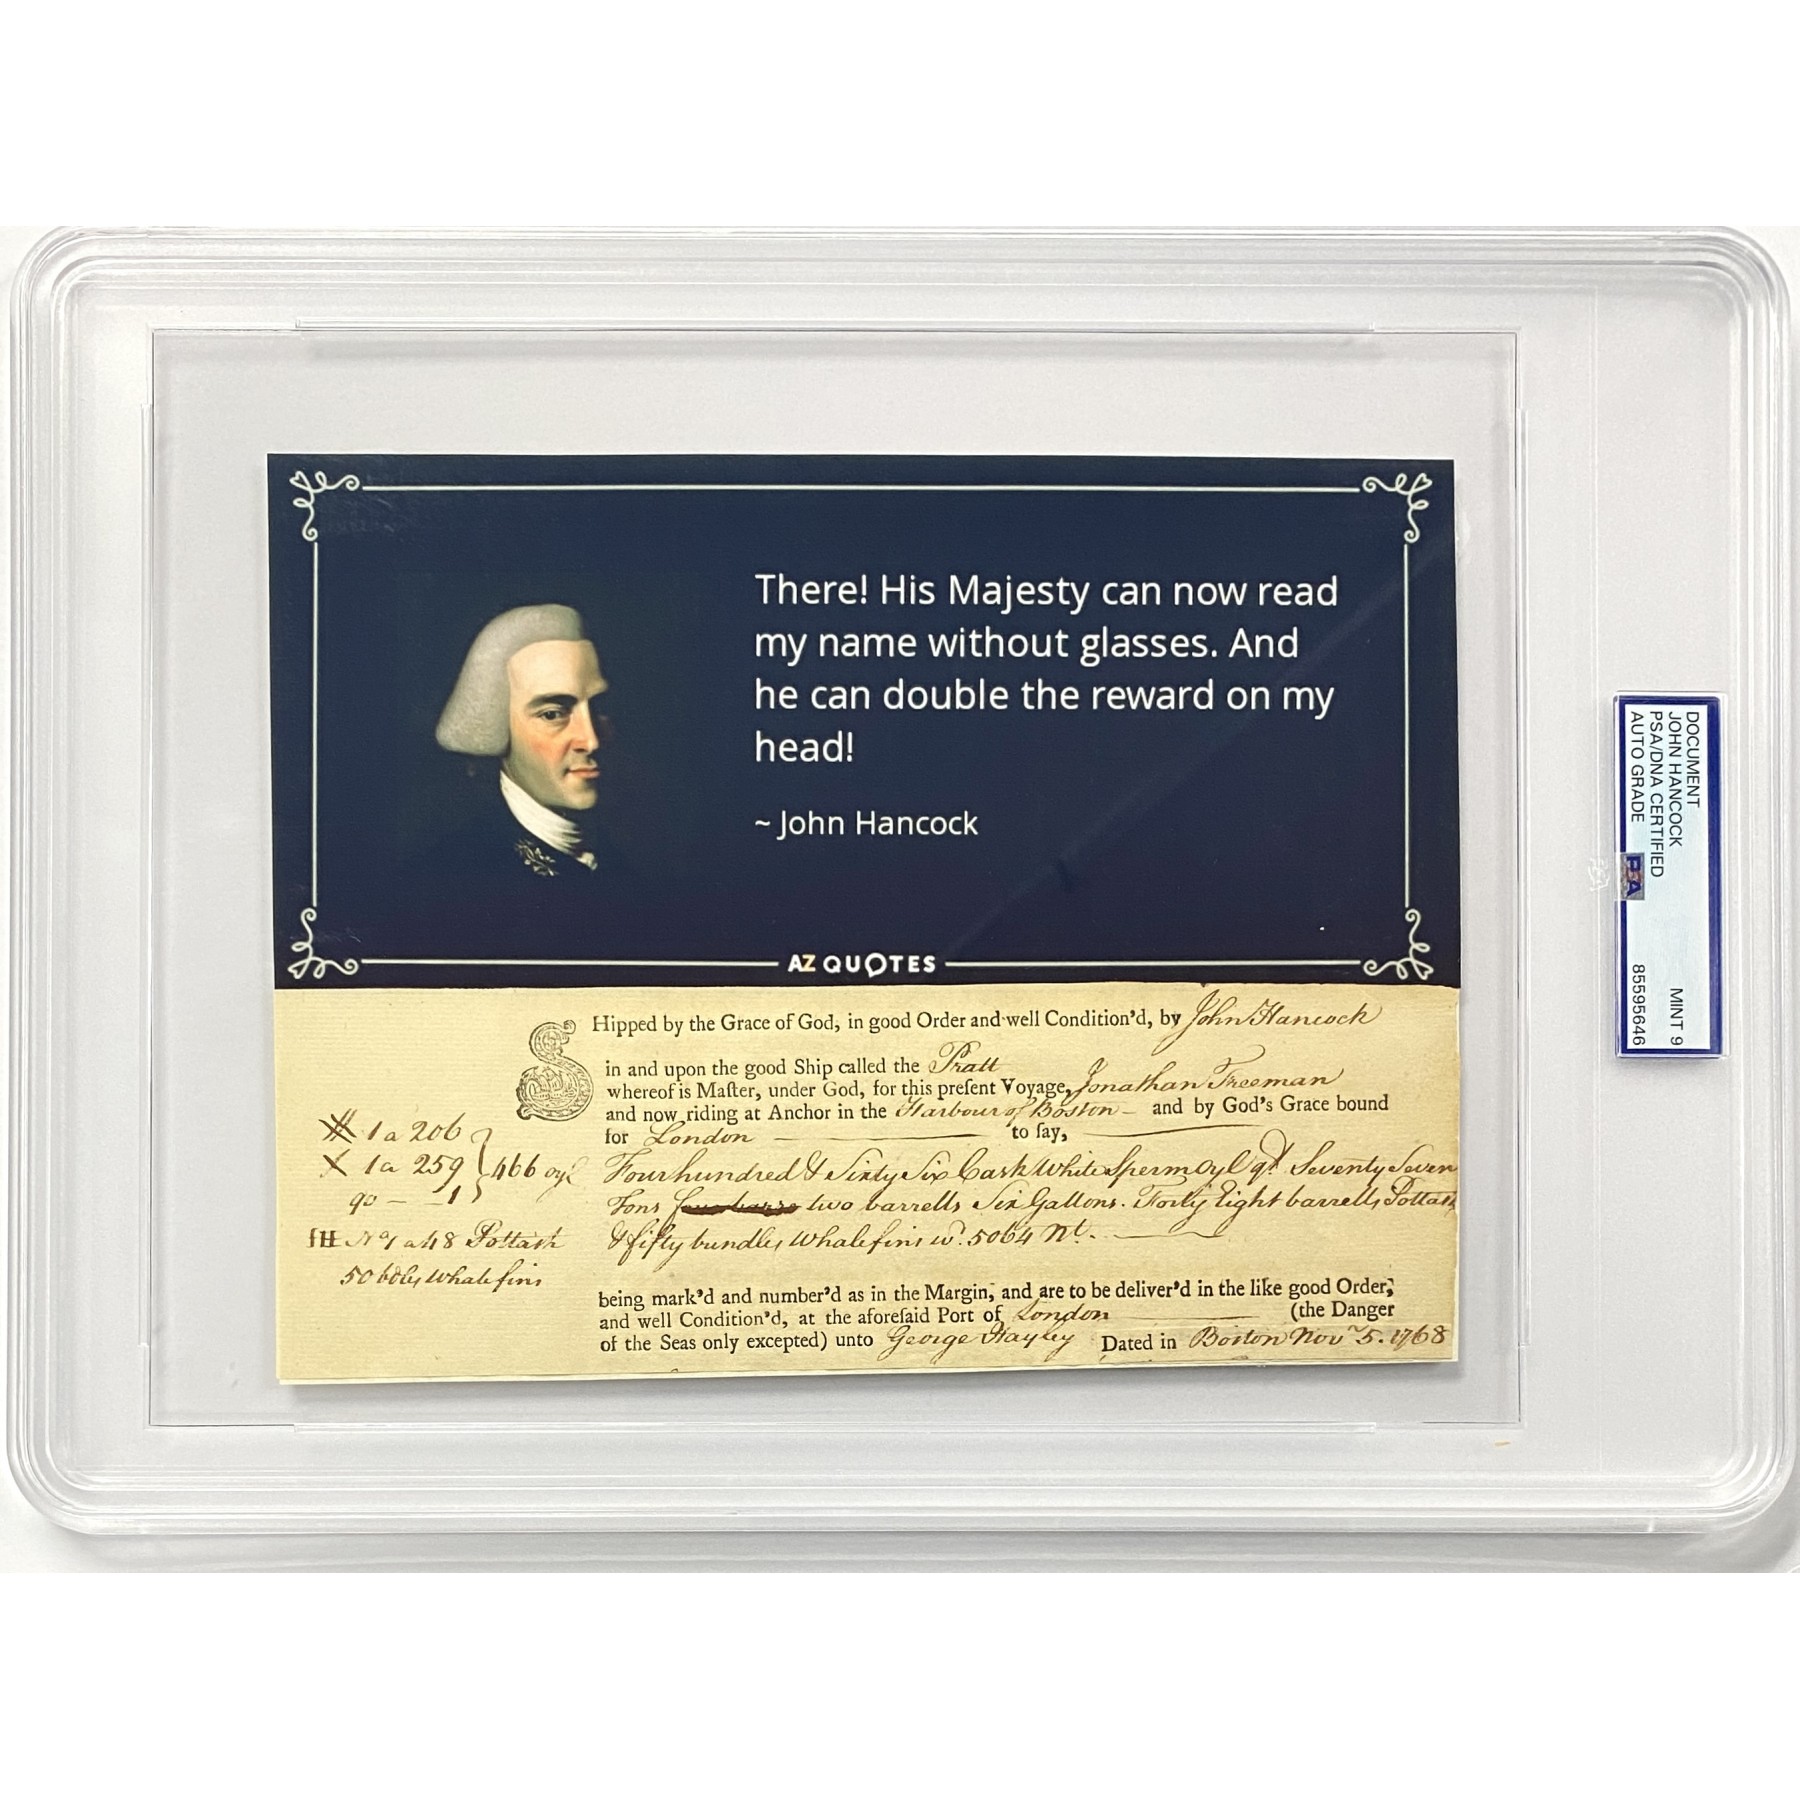 There! His Majesty can now read
my name without glasses. And
he can double the reward on my
head!
~ John Hancock
AZ QUOTES
SHipped by the Grace of God, in good Order and well Condition'd, by John Hancock
in and upon the good Ship called the Pratt
whereof is Maſter, under God, for this preſent Voyage, Jonathan Freeman
and now riding at Anchor in the Harbour of Boston – and by God's Grace bound
for London to ſay,
# 1 a 206
X 1 a 259 466 oyl
qo – 1
Fourhundred & Sixty Six Cask White Sperm Oyl qt Seventy Seven
Tons two barrells Six Gallons. Forty Eight barrells Pottash
& fifty bundles Whalefins wt. 5064 Nt.
No 1 a 48 Pottash
50 bdls Whalefins
being mark'd and number'd as in the Margin, and are to be deliver'd in the like good Order,
and well Condition'd, at the aforeſaid Port of London (the Danger
of the Seas only excepted) unto George Hayley Dated in Boston Novr 5. 1768
DOCUMENT
JOHN HANCOCK
PSA/DNA CERTIFIED
AUTO GRADE
MINT 9
85595646
PSA